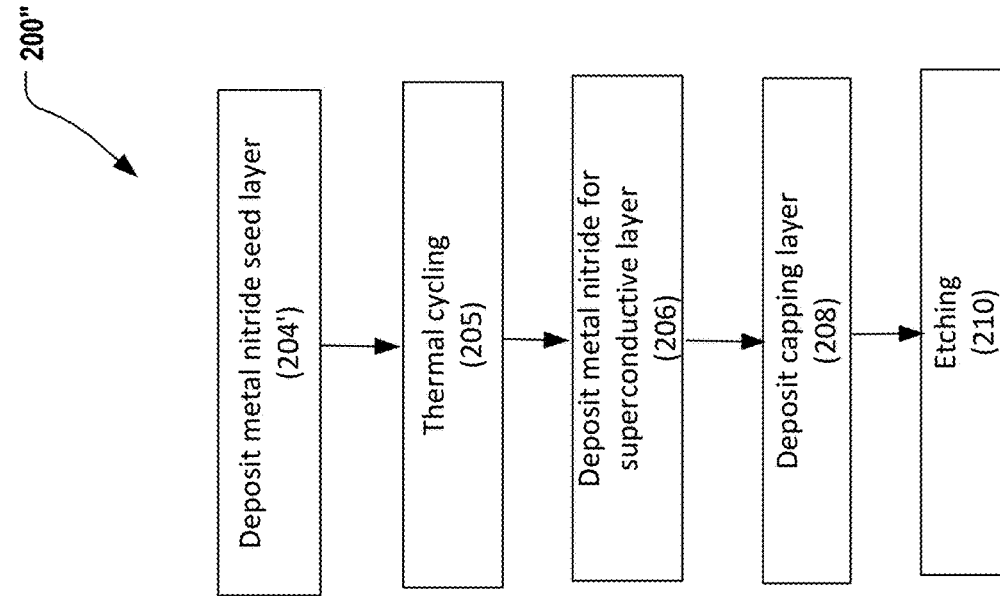 200"
Deposit metal nitride seed layer
(204')
Thermal cycling
(205)
Deposit metal nitride for
superconductive layer
(206)
Deposit capping layer
(208)
Etching
(210)